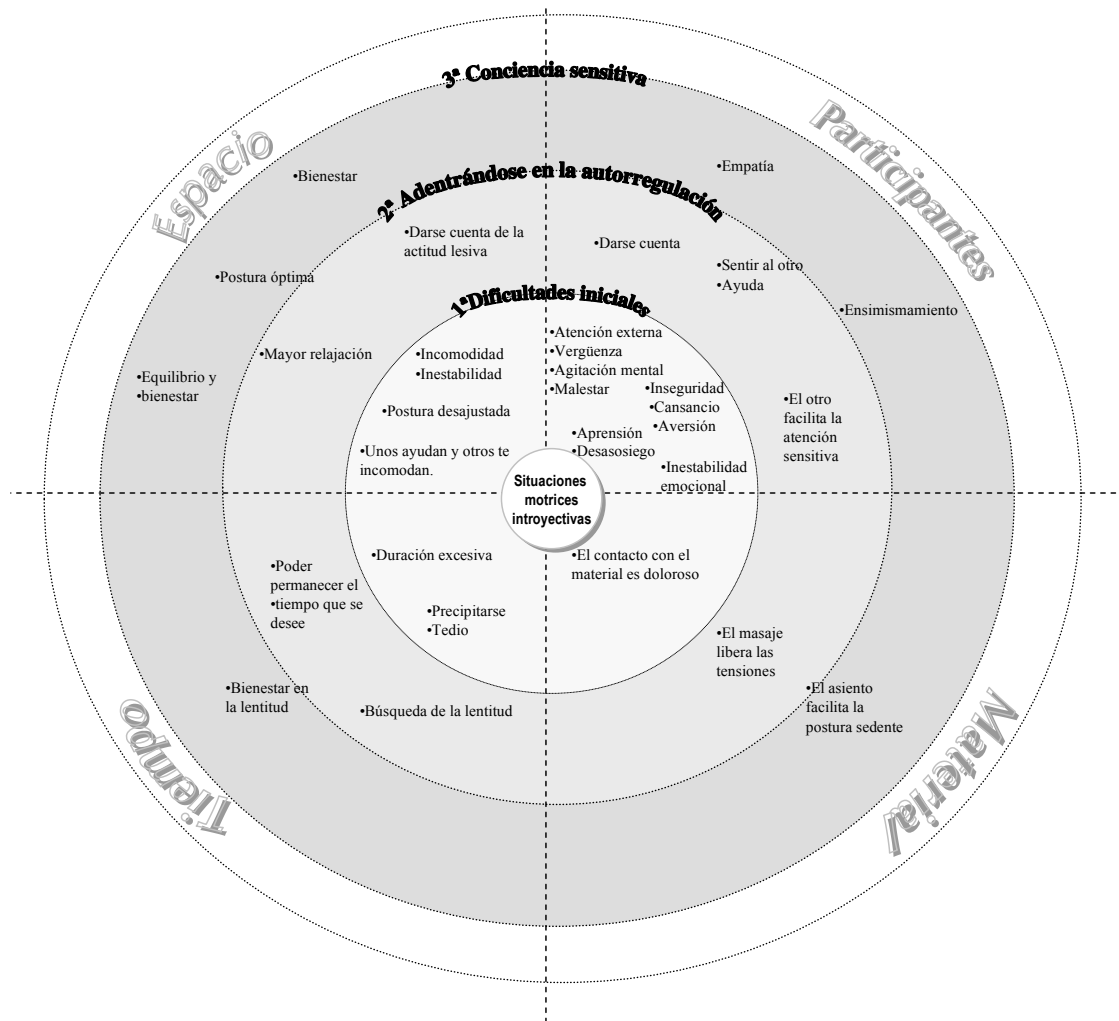 3ª Conciencia sensitiva
Espacio
Participantes
•Bienestar
•Empatía
2ª Adentrándose en la autorregulación
•Darse cuenta de la
actitud lesiva
•Darse cuenta
•Postura óptima
•Sentir al otro
•Ayuda
•Ensimismamiento
1ªDificultades iniciales
•Mayor relajación
•Equilibrio y
•bienestar
•Incomodidad
•Inestabilidad
•Postura desajustada
•Unos ayudan y otros te
incomodan.
•Atención externa
•Vergüenza
•Agitación mental
•Malestar
•Inseguridad
•Cansancio
•Aversión
•Aprensión
•Desasosiego
•Inestabilidad
emocional
•El otro
facilita la
atención
sensitiva
Situaciones
motrices
introyectivas
•Duración excesiva
•El contacto con el
material es doloroso
•Poder
permanecer el
•tiempo que se
desee
•Precipitarse
•Tedio
•El masaje
libera las
tensiones
•Bienestar en
la lentitud
•Búsqueda de la lentitud
•El asiento
facilita la
postura sedente
Tiempo
Material